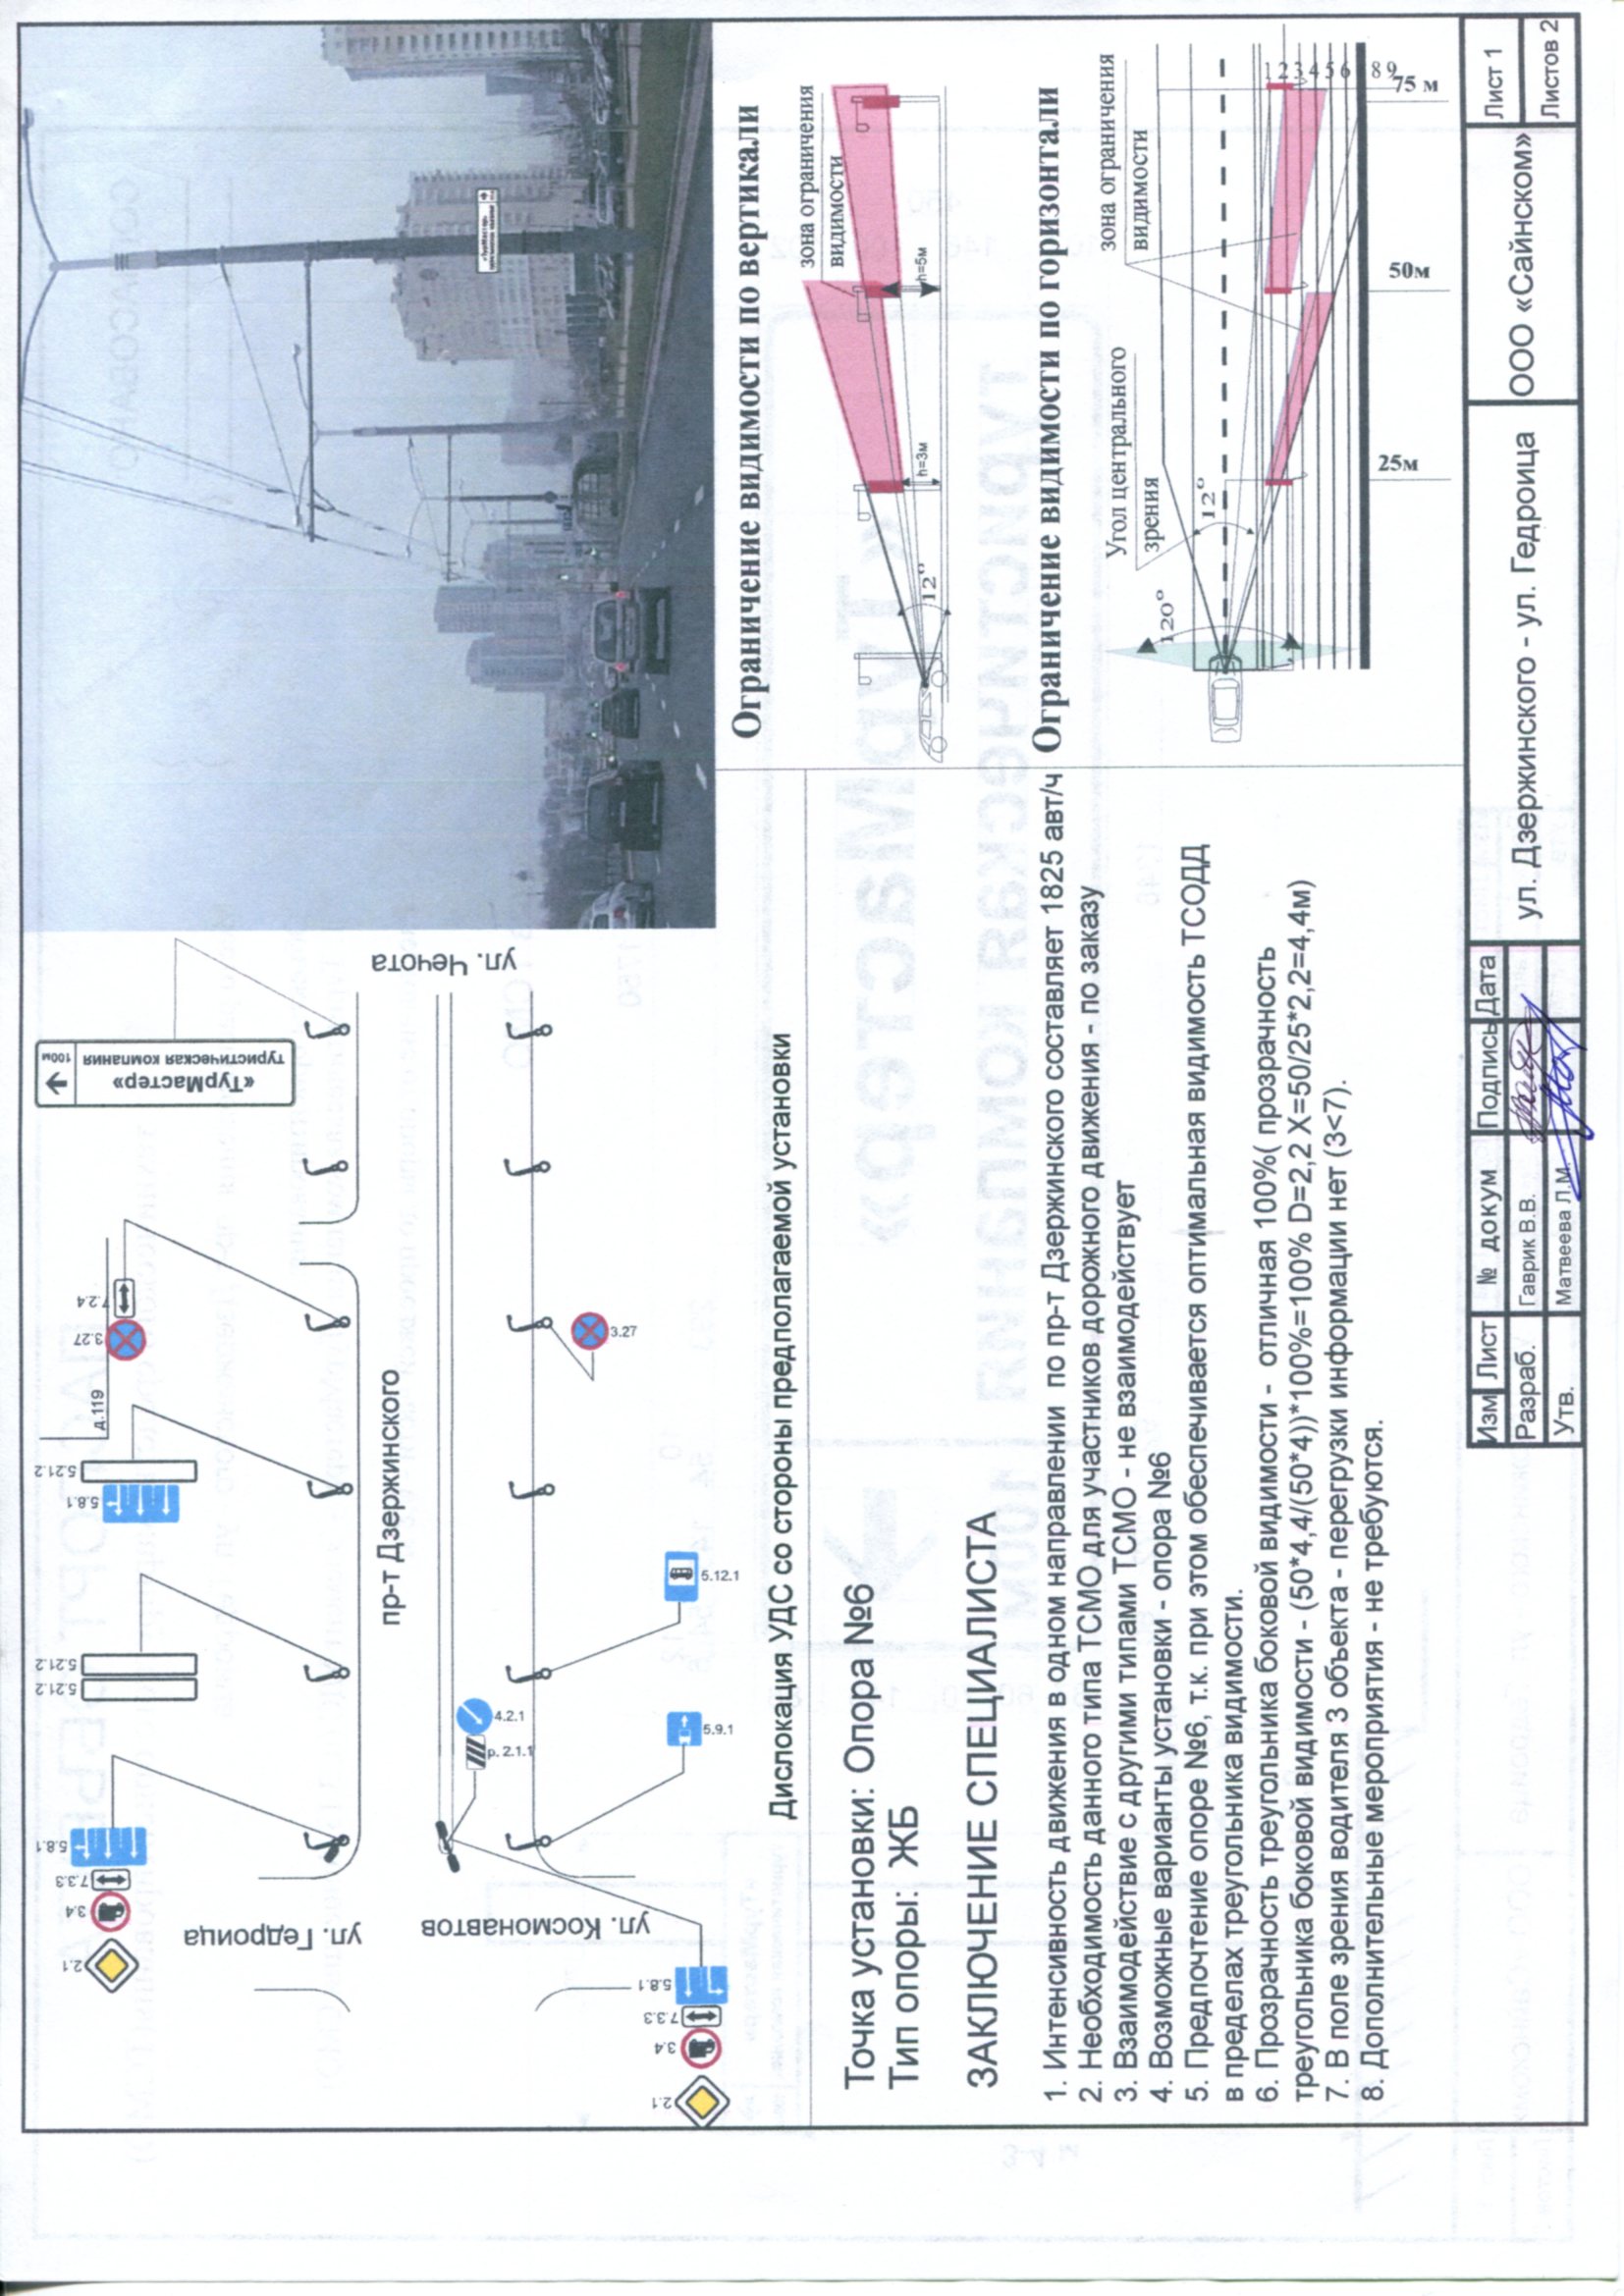 2.1
3.4
7.3.3
5.8.1
5.21.2
5.21.2
5.8.1
5.21.2
д.119
3.27
7.2.4
«ТурМастер»
туристическая компания
100м
ул. Гедроица
пр-т Дзержинского
ул. Чечота
ул. Космонавтов
4.2.1
р. 2.1.1
2.1
3.4
7.3.3
5.8.1
5.9.1
5.12.1
3.27
Дислокация УДС со стороны предполагаемой установки
Точка установки: Опора №6
Тип опоры: ЖБ
ЗАКЛЮЧЕНИЕ СПЕЦИАЛИСТА
1. Интенсивность движения в одном направлении по пр-т Дзержинского составляет 1825 авт/ч
2. Необходимость данного типа ТСМО для участников дорожного движения - по заказу
3. Взаимодействие с другими типами ТСМО - не взаимодействует
4. Возможные варианты установки - опора №6
5. Предпочтение опоре №6, т.к. при этом обеспечивается оптимальная видимость ТСОДД
в пределах треугольника видимости.
6. Прозрачность треугольника боковой видимости - отличная 100%( прозрачность
треугольника боковой видимости - (50*4,4/(50*4))*100%=100% D=2,2 X=50/25*2,2=4,4м)
7. В поле зрения водителя 3 объекта - перегрузки информации нет (3<7).
8. Дополнительные мероприятия - не требуются.
«ТурМастер»
Ограничение видимости по вертикали
зона ограничения
видимости
12°
h=3м
h=5м
Ограничение видимости по горизонтали
Угол центрального
зрения
зона ограничения
видимости
120°
12°
1 2 3 4 5 6 8 9
25м
50м
75 м
Изм Лист № докум Подпись Дата
Разраб. Гаврик В.В.
Утв. Матвеева Л.М.
ул. Дзержинского - ул. Гедроица
ООО «Сайнском»
Лист 1
Листов 2